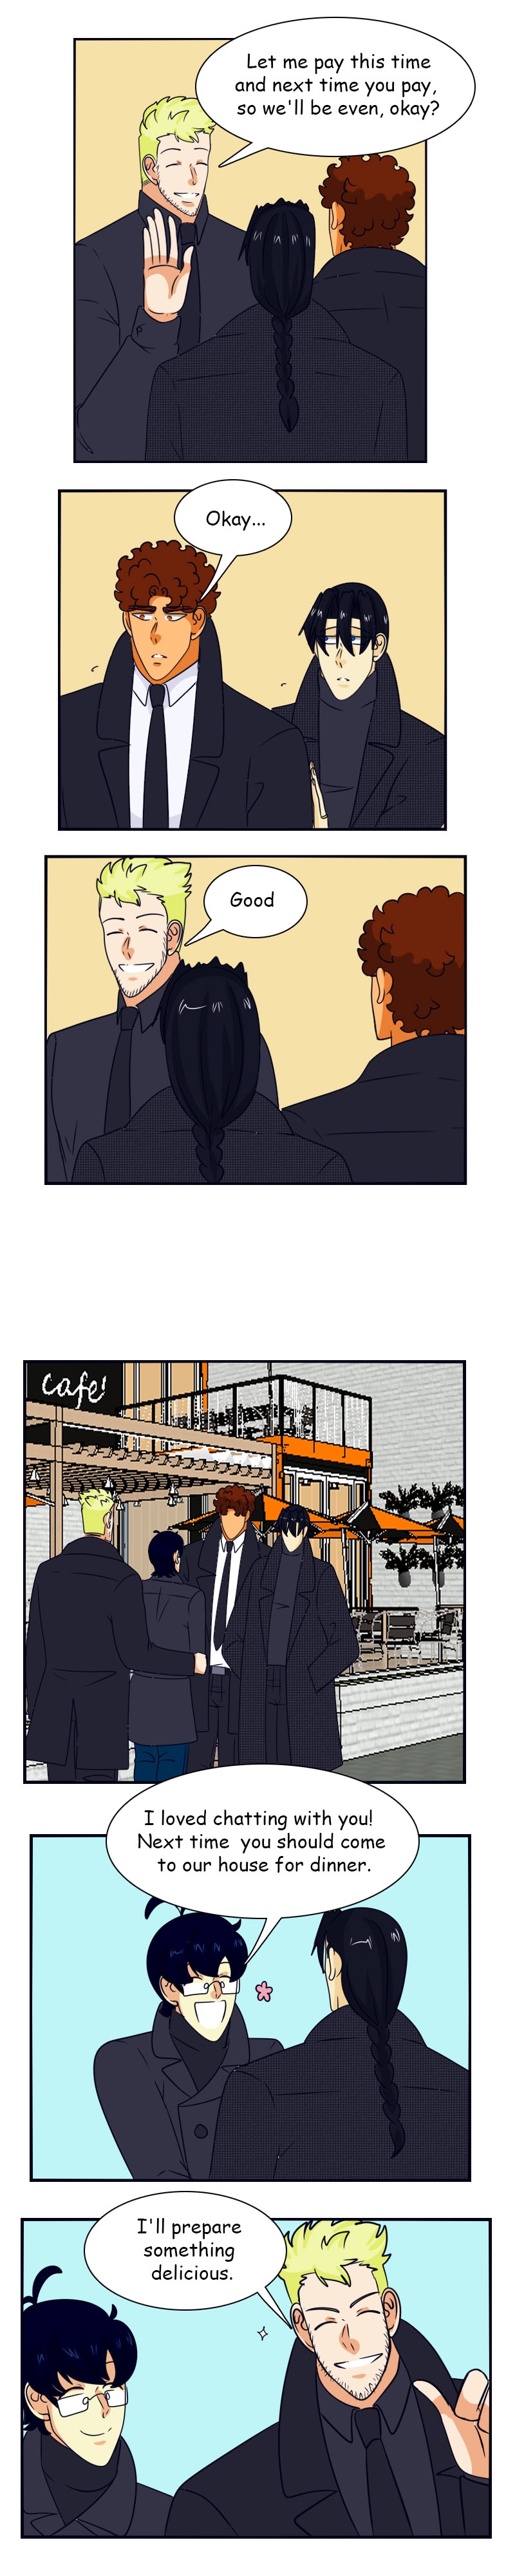 Let me pay this time
and next time you pay,
so we'll be even, okay?
Okay...
Good
cafe!
I loved chatting with you!
Next time you should come
to our house for dinner.
I'll prepare
something
delicious.